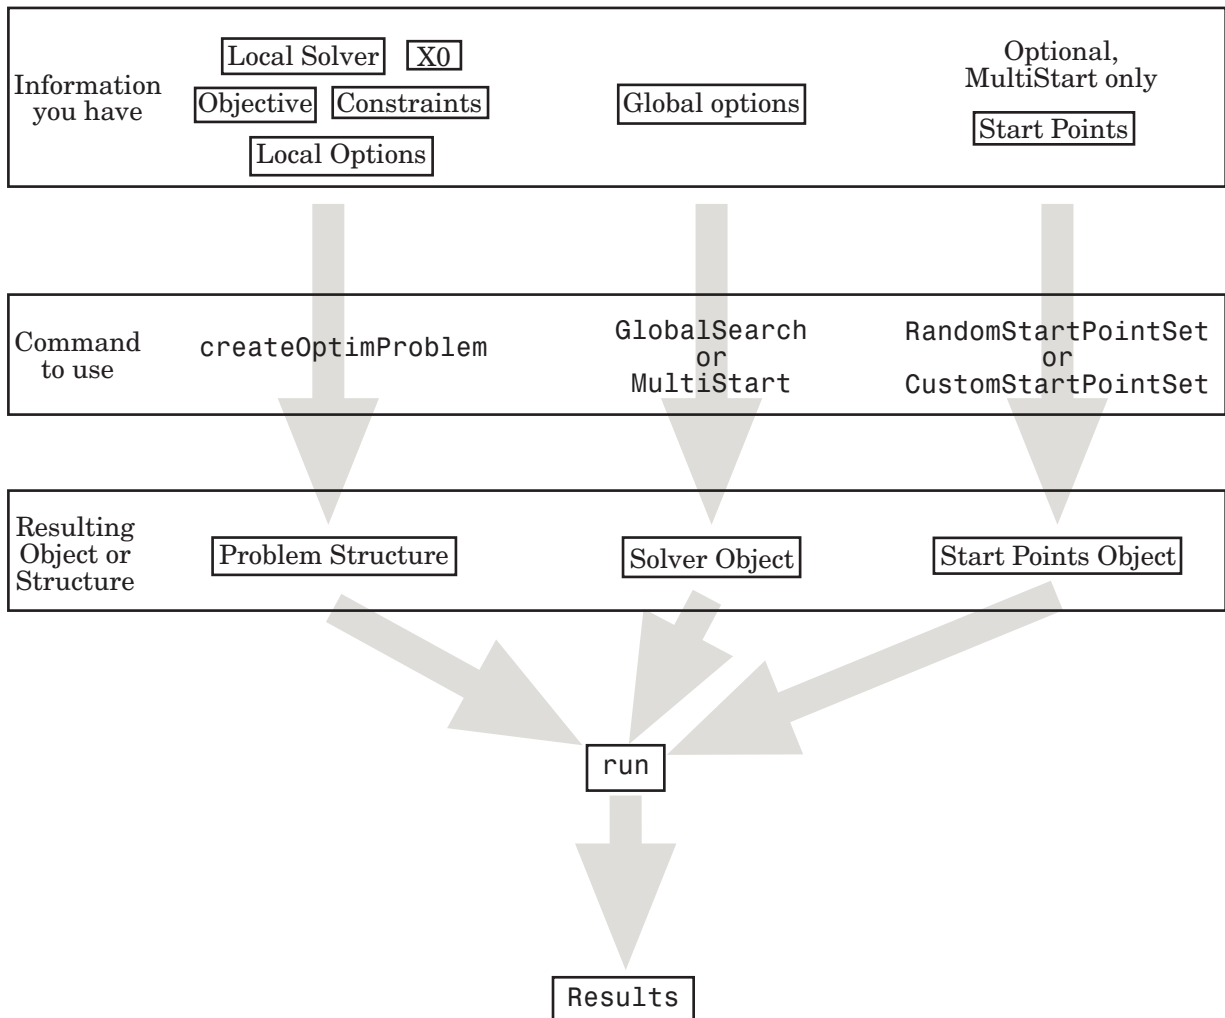 Information
you have
Local Solver
X0
Objective
Constraints
Local Options
Global options
Optional,
MultiStart only
Start Points
Command
to use
createOptimProblem
GlobalSearch
or
MultiStart
RandomStartPointSet
or
CustomStartPointSet
Resulting
Object or
Structure
Problem Structure
Solver Object
Start Points Object
run
Results